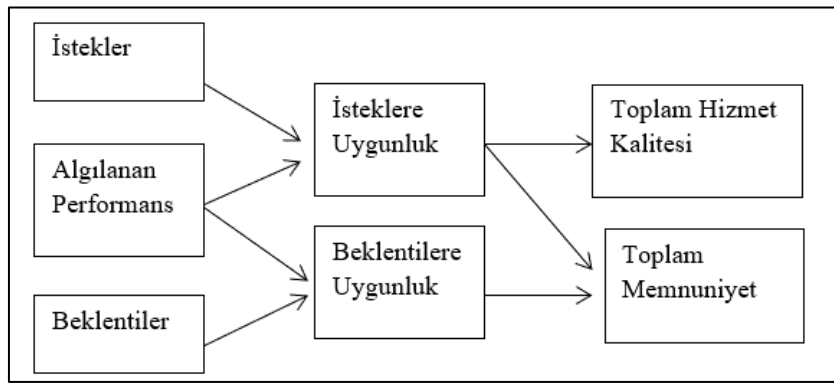 İstekler
Algılanan
Performans
Beklentiler
İsteklere
Uygunluk
Beklentilere
Uygunluk
Toplam Hizmet
Kalitesi
Toplam
Memnuniyet